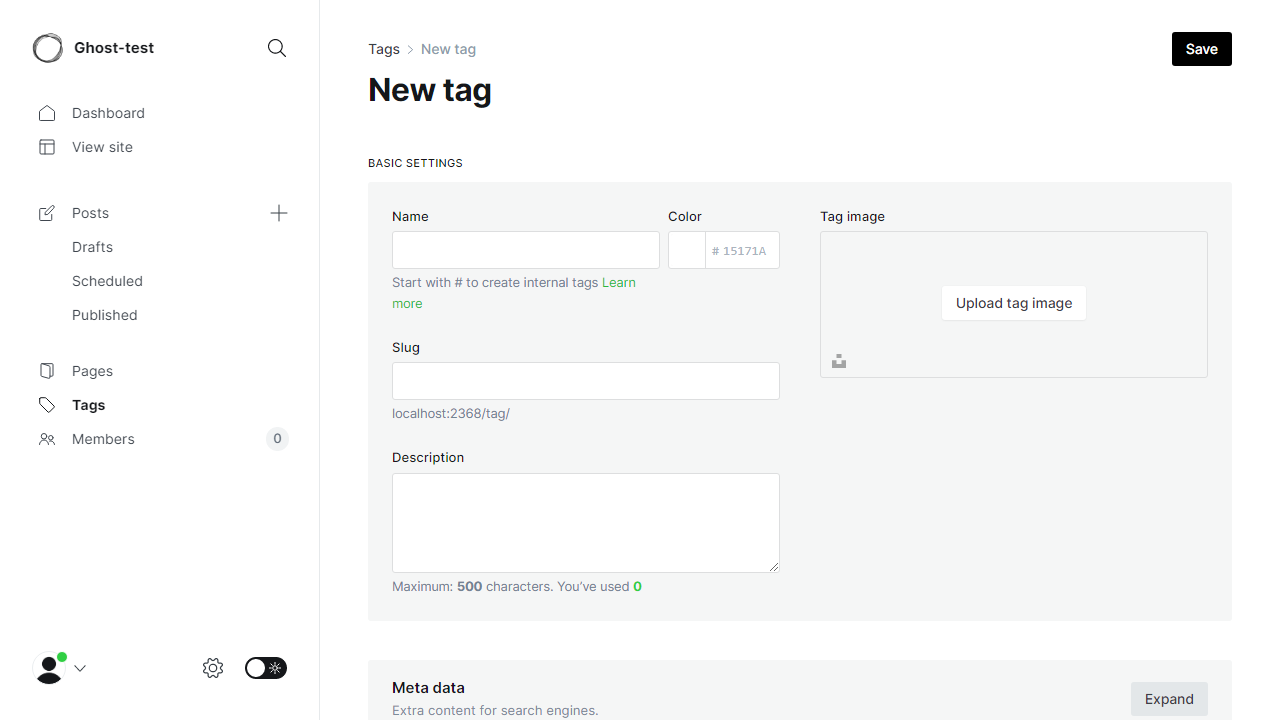 Ghost-test
Dashboard
View site
Posts
Drafts
Scheduled
Published
Pages
Tags
Members 0
Tags New tag
Save
New tag
BASIC SETTINGS
Name
Color
# 15171A
Start with # to create internal tags Learn
more
Slug
localhost:2368/tag/
Description
Maximum: 500 characters. You’ve used 0
Tag image
Upload tag image
Meta data
Extra content for search engines.
Expand